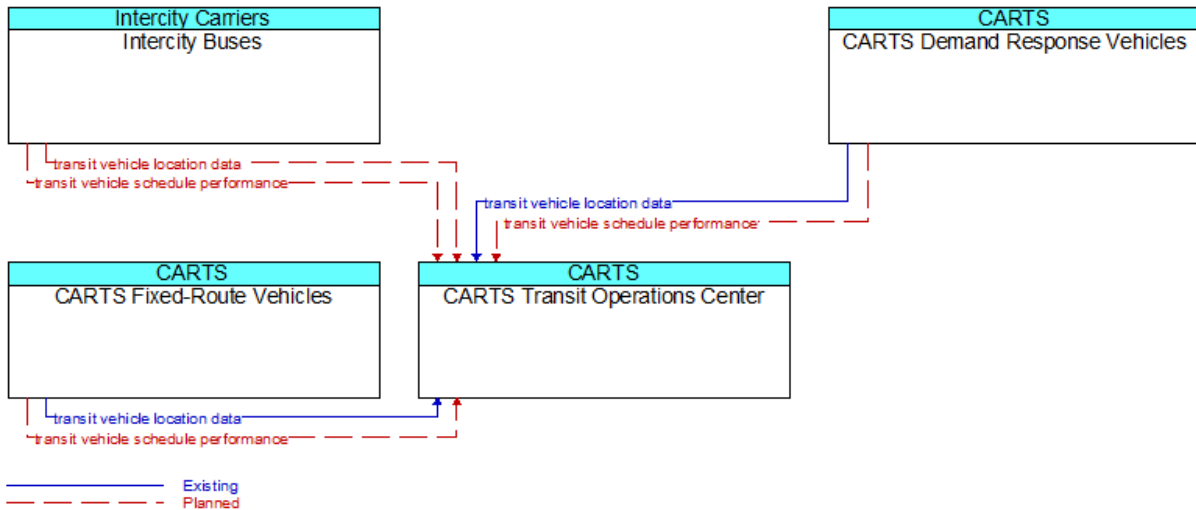 Intercity Carriers
Intercity Buses
CARTS
CARTS Demand Response Vehicles
transit vehicle location data
transit vehicle schedule performance
transit vehicle location data
transit vehicle schedule performance
CARTS
CARTS Fixed-Route Vehicles
CARTS
CARTS Transit Operations Center
transit vehicle location data
transit vehicle schedule performance
Existing
Planned